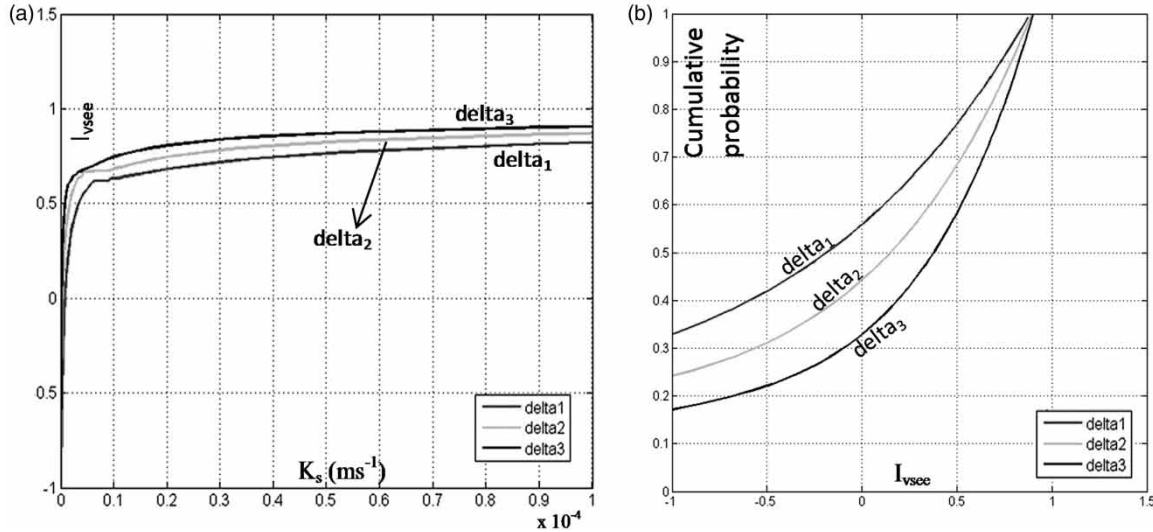 (a)
1.5
1
0.5
0
0.5
-1
I_vsee
delta₃
delta₁
delta₂
delta1
delta2
delta3
K_s (ms⁻¹)
0 0.1 0.2 0.3 0.4 0.5 0.6 0.7 0.8 0.9 1
x 10⁻⁴
(b)
1
0.9
0.8
0.7
0.6
0.5
0.4
0.3
0.2
0.1
0
Cumulative
probability
delta₁
delta₂
delta₃
delta1
delta2
delta3
-1 -0.5 0 0.5 1 1.5
I_vsee